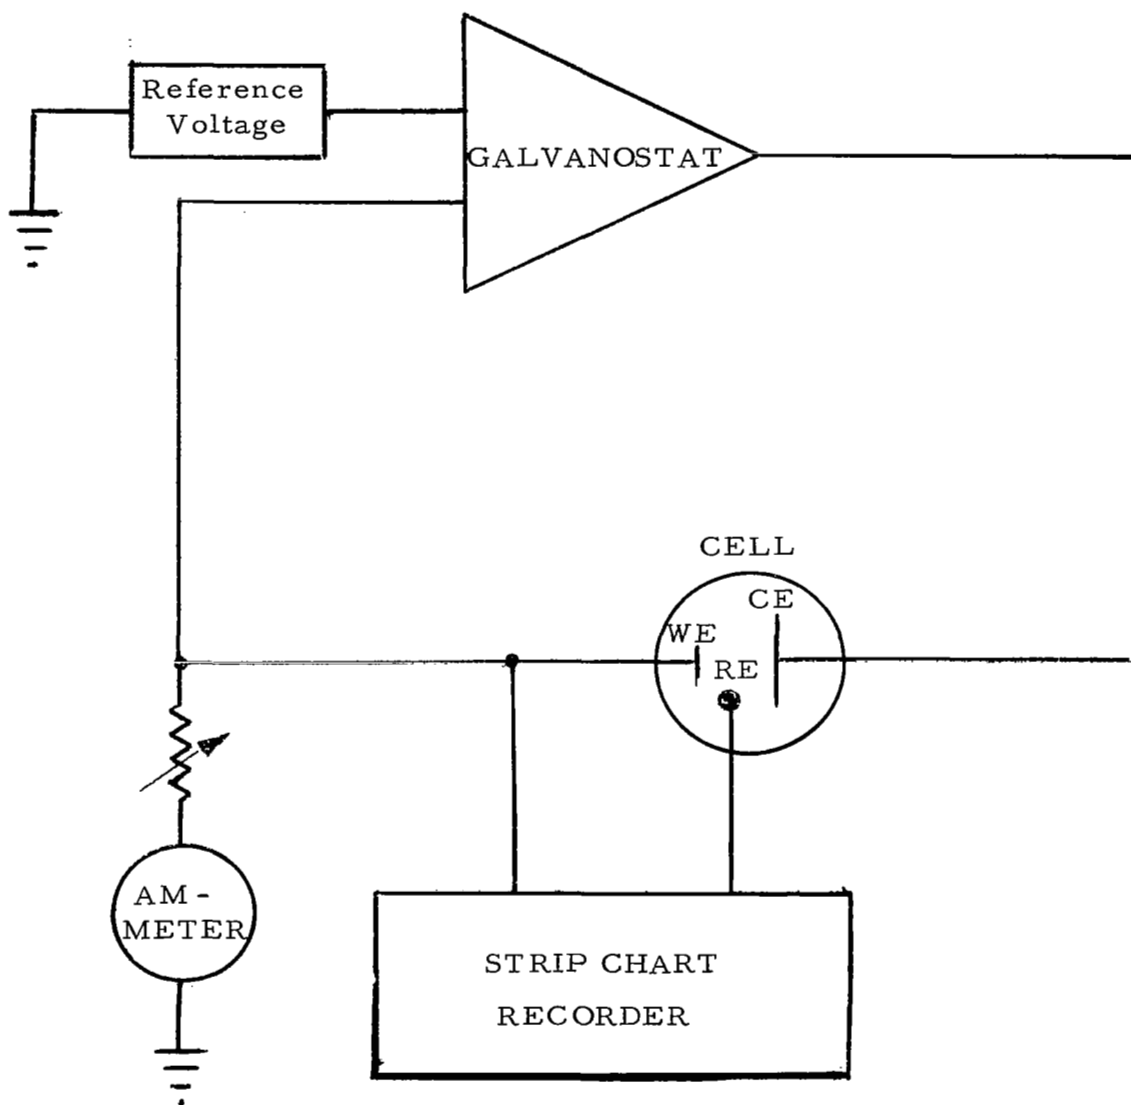 Reference
Voltage
GALVANOSTAT
CELL
CE
WE
RE
AM-
METER
STRIP CHART
RECORDER